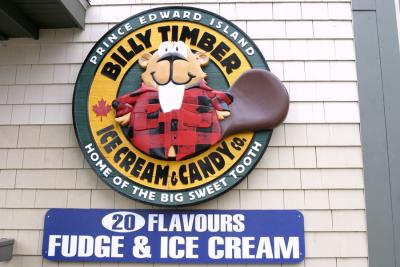 PRINCE EDWARD ISLAND
BILLY TIMBER
ICE CREAM & CANDY CO.
HOME OF THE BIG SWEET TOOTH
20 FLAVOURS
FUDGE & ICE CREAM